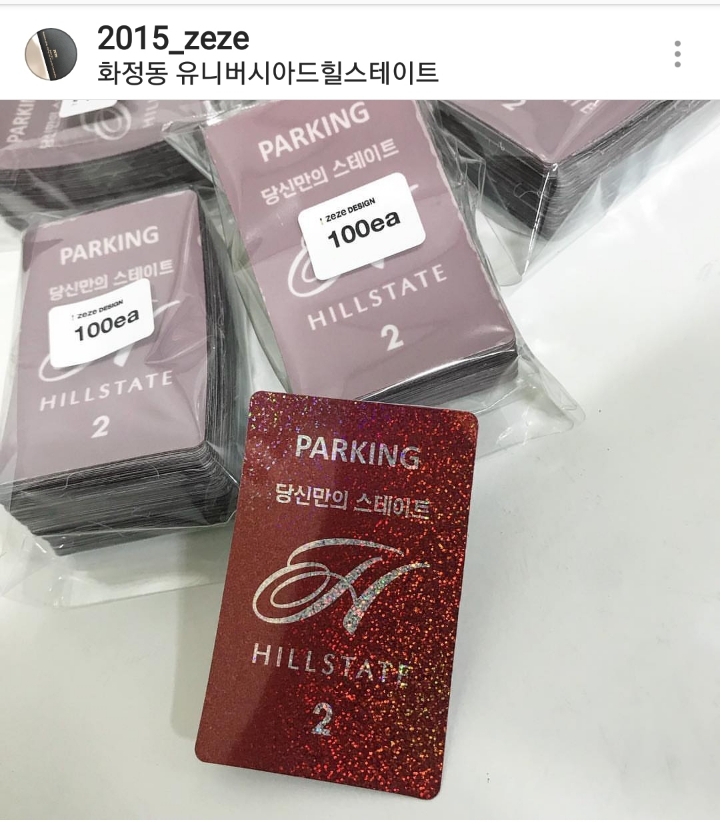 2015_zeze
화정동 유니버시아드힐스테이트
PARKING
PARKING
당신만의 스테이트
zeze DESIGN
100ea
HILLSTATE
2
PARKING
당신만의 스테이트
zeze DESIGN
100ea
HILLSTATE
2
PARKING
당신만의 스테이트
H
HILLSTATE
2